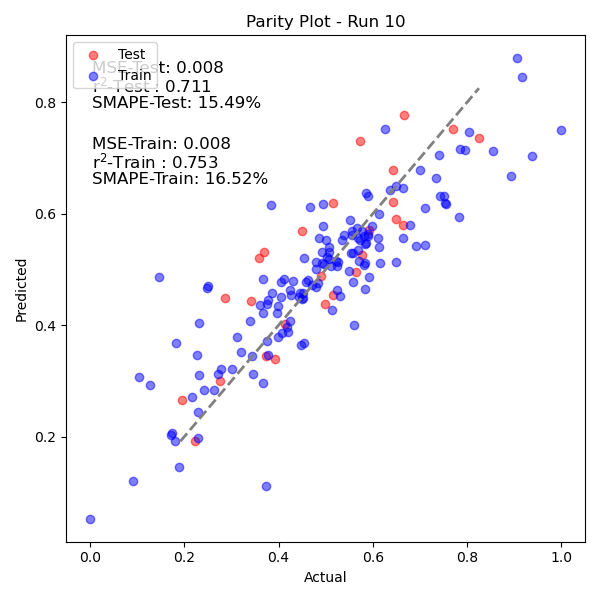 Parity Plot - Run 10
Test
Train
MSE-Test: 0.008
r²-Test : 0.711
SMAPE-Test: 15.49%
MSE-Train: 0.008
r²-Train : 0.753
SMAPE-Train: 16.52%
0.8
0.6
0.4
0.2
Predicted
0.0 0.2 0.4 0.6 0.8 1.0
Actual